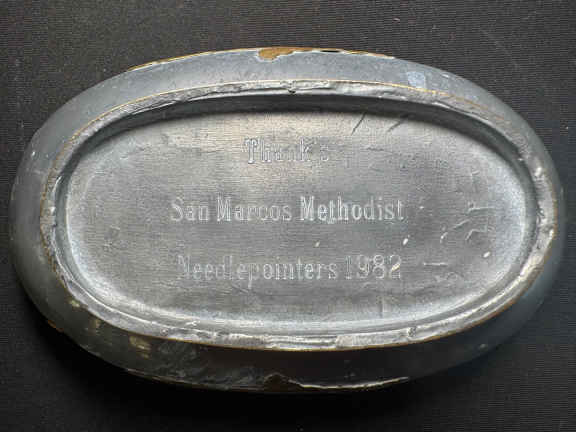 Thanks
San Marcos Methodist
Needlepointers 1982